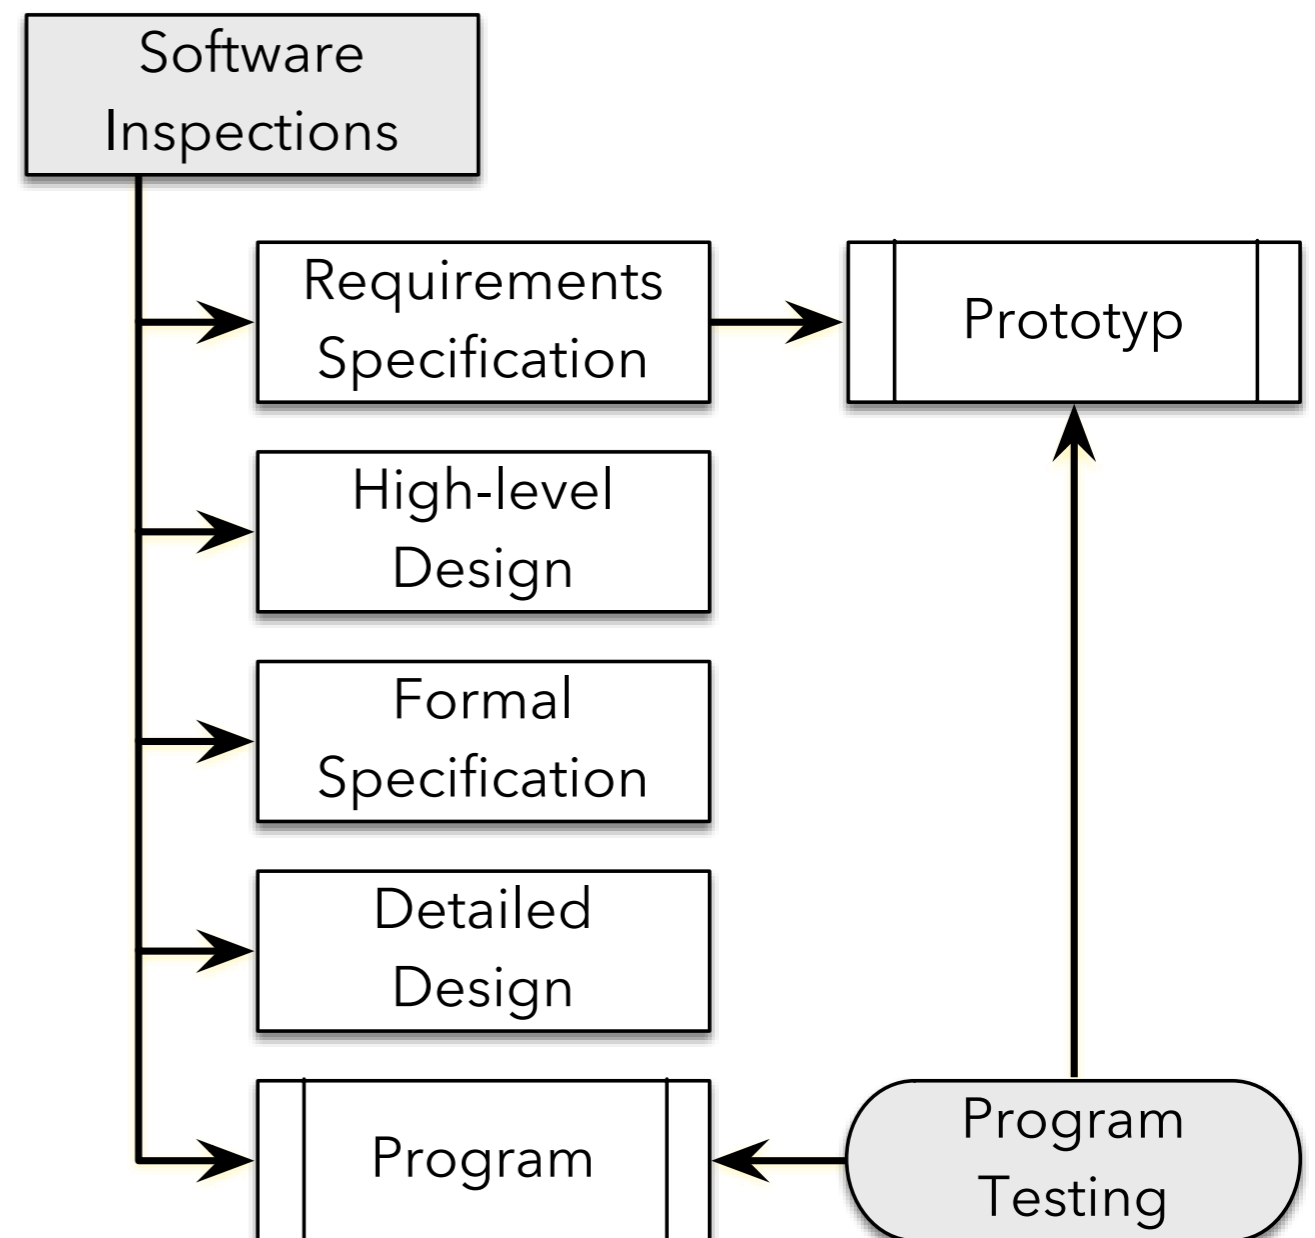 Software
Inspections
Requirements
Specification
Prototyp
High-level
Design
Formal
Specification
Detailed
Design
Program
Program
Testing